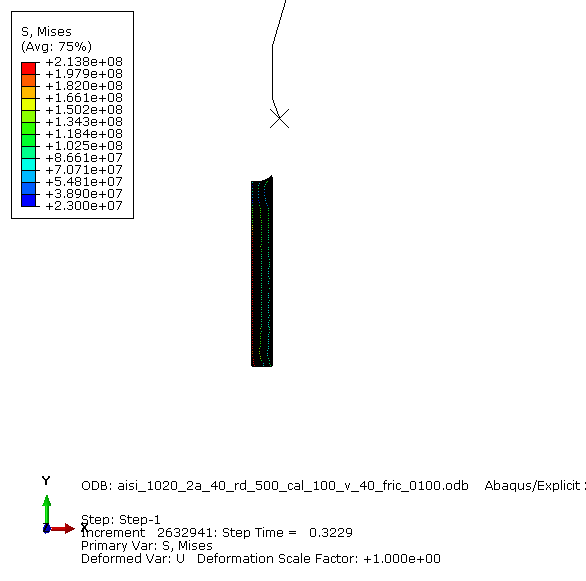 S, Mises
(Avg: 75%)
+2.138e+08
+1.979e+08
+1.820e+08
+1.661e+08
+1.502e+08
+1.343e+08
+1.184e+08
+1.025e+08
+8.661e+07
+7.071e+07
+5.481e+07
+3.890e+07
+2.300e+07
Y
X
ODB: aisi_1020_2a_40_rd_500_cal_100_v_40_fric_0100.odb Abaqus/Explicit
Step: Step-1
Increment 2632941: Step Time = 0.3229
Primary Var: S, Mises
Deformed Var: U Deformation Scale Factor: +1.000e+00